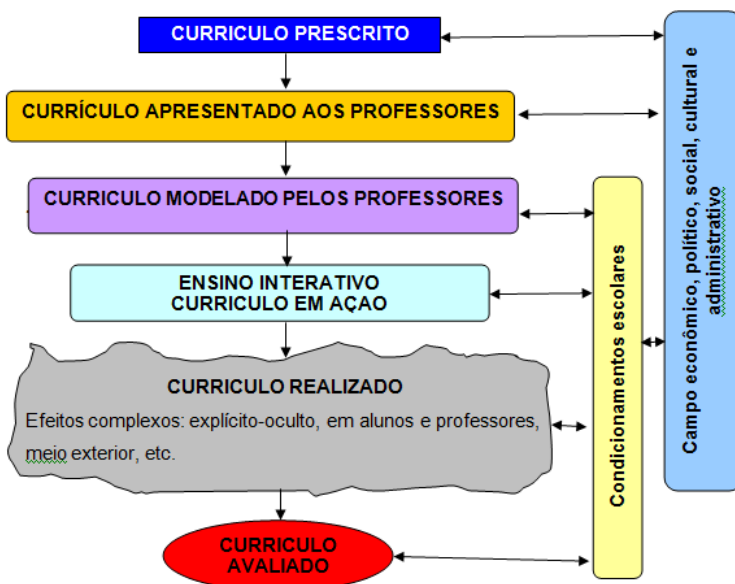 CURRICULO PRESCRITO
CURRÍCULO APRESENTADO AOS PROFESSORES
CURRICULO MODELADO PELOS PROFESSORES
ENSINO INTERATIVO
CURRICULO EM AÇAO
CURRICULO REALIZADO
Efeitos complexos: explícito-oculto, em alunos e professores,
meio exterior, etc.
CURRICULO
AVALIADO
Condicionamentos escolares
Campo econômico, político, social, cultural e
administrativo